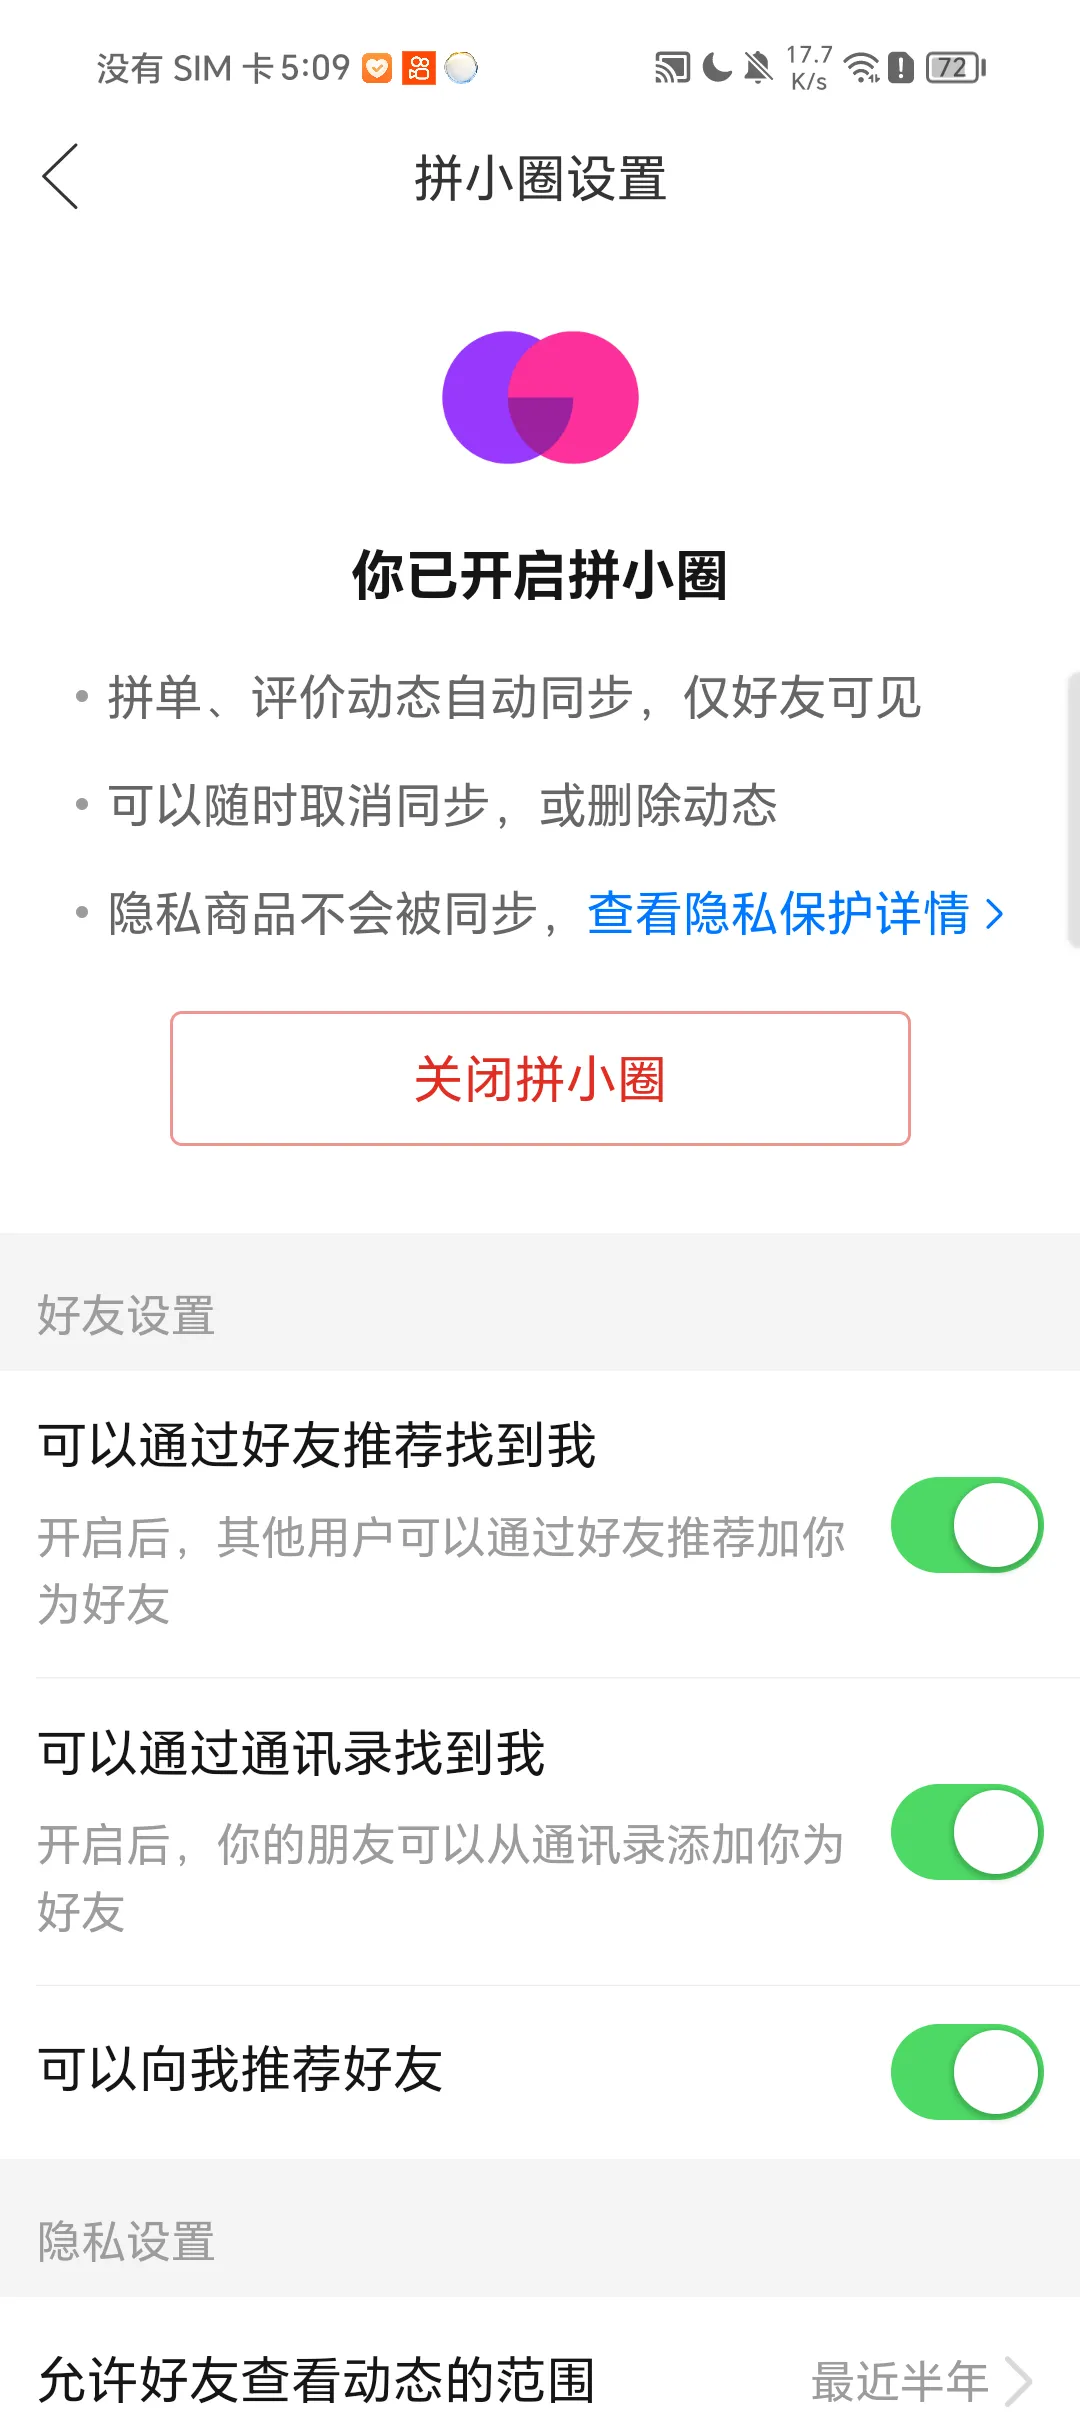 没有 SIM 卡 5:09
17.7
K/s
72
拼小圈设置
你已开启拼小圈
• 拼单、评价动态自动同步，仅好友可见
• 可以随时取消同步，或删除动态
• 隐私商品不会被同步，查看隐私保护详情 >
关闭拼小圈
好友设置
可以通过好友推荐找到我
开启后，其他用户可以通过好友推荐加你
为好友
可以通过通讯录找到我
开启后，你的朋友可以从通讯录添加你为
好友
可以向我推荐好友
隐私设置
允许好友查看动态的范围 最近半年